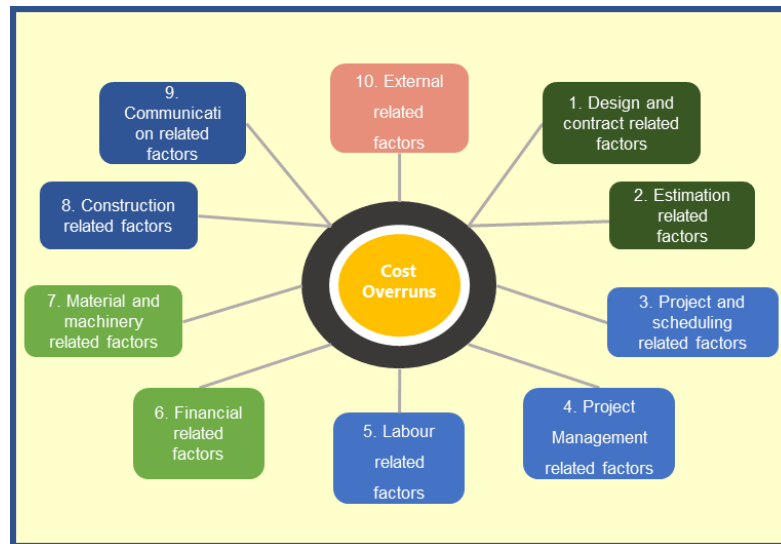 10. External
related
factors
1. Design and
contract related
factors
2. Estimation
related
factors
3. Project and
scheduling
related factors
4. Project
Management
related factors
5. Labour
related
factors
6. Financial
related
factors
7. Material and
machinery
related factors
8. Construction
related factors
9.
Communicati
on related
factors
Cost
Overruns